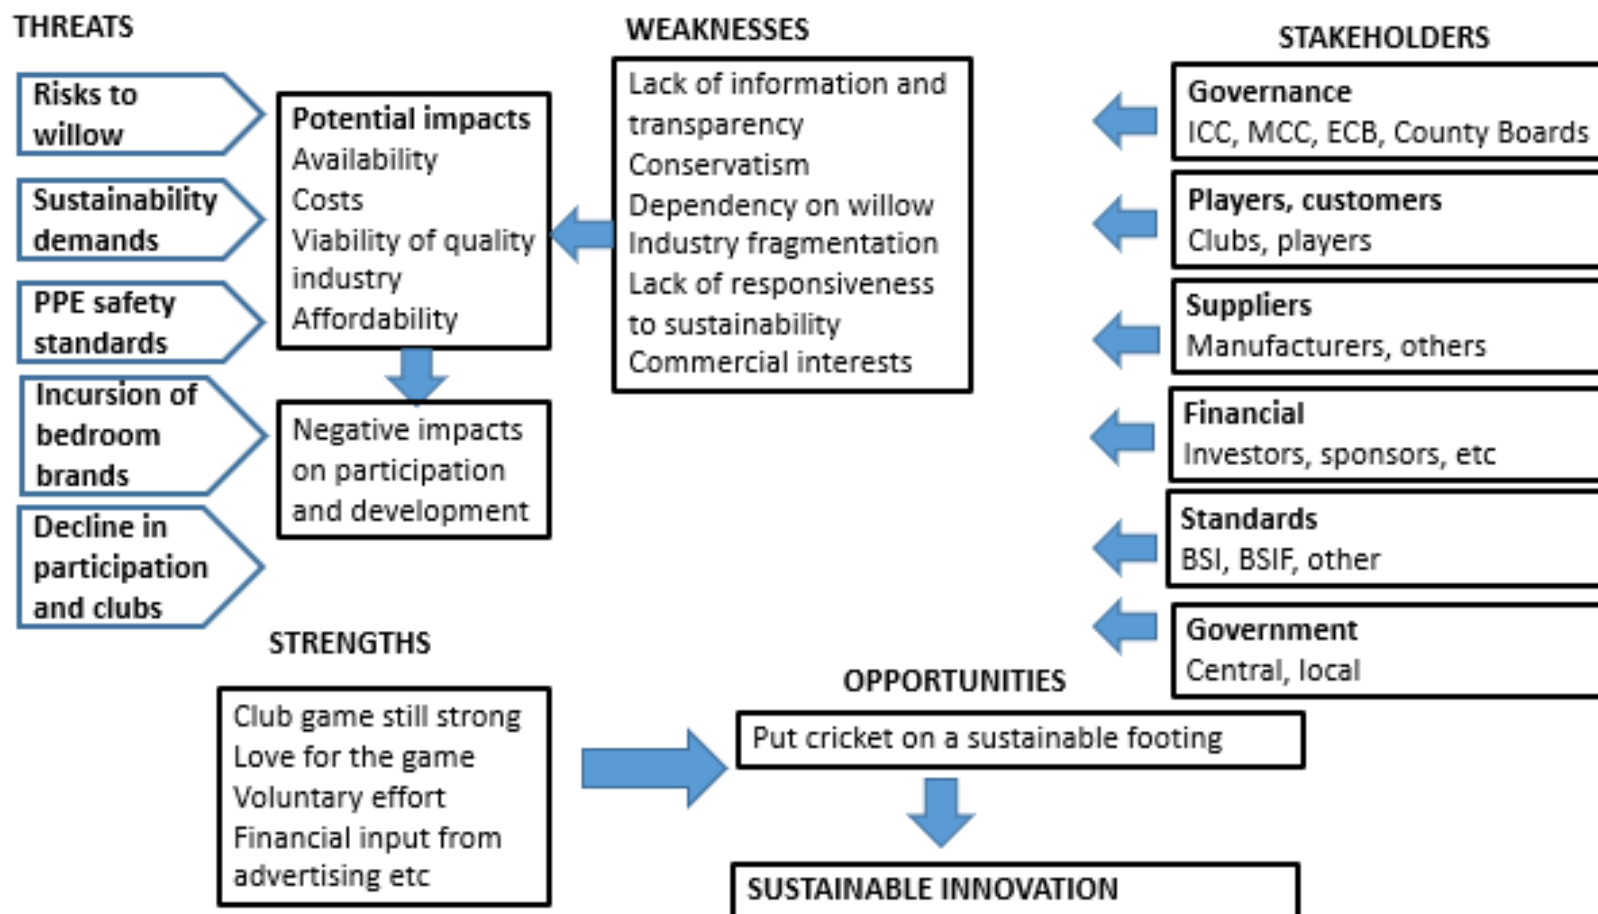 THREATS
Risks to
willow
Sustainability
demands
PPE safety
standards
Incursion of
bedroom
brands
Decline in
participation
and clubs
Potential impacts
Availability
Costs
Viability of quality
industry
Affordability
Negative impacts
on participation
and development
WEAKNESSES
Lack of information and
transparency
Conservatism
Dependency on willow
Industry fragmentation
Lack of responsiveness
to sustainability
Commercial interests
STAKEHOLDERS
Governance
ICC, MCC, ECB, County Boards
Players, customers
Clubs, players
Suppliers
Manufacturers, others
Financial
Investors, sponsors, etc
Standards
BSI, BSIF, other
Government
Central, local
STRENGTHS
Club game still strong
Love for the game
Voluntary effort
Financial input from
advertising etc
OPPORTUNITIES
Put cricket on a sustainable footing
SUSTAINABLE INNOVATION